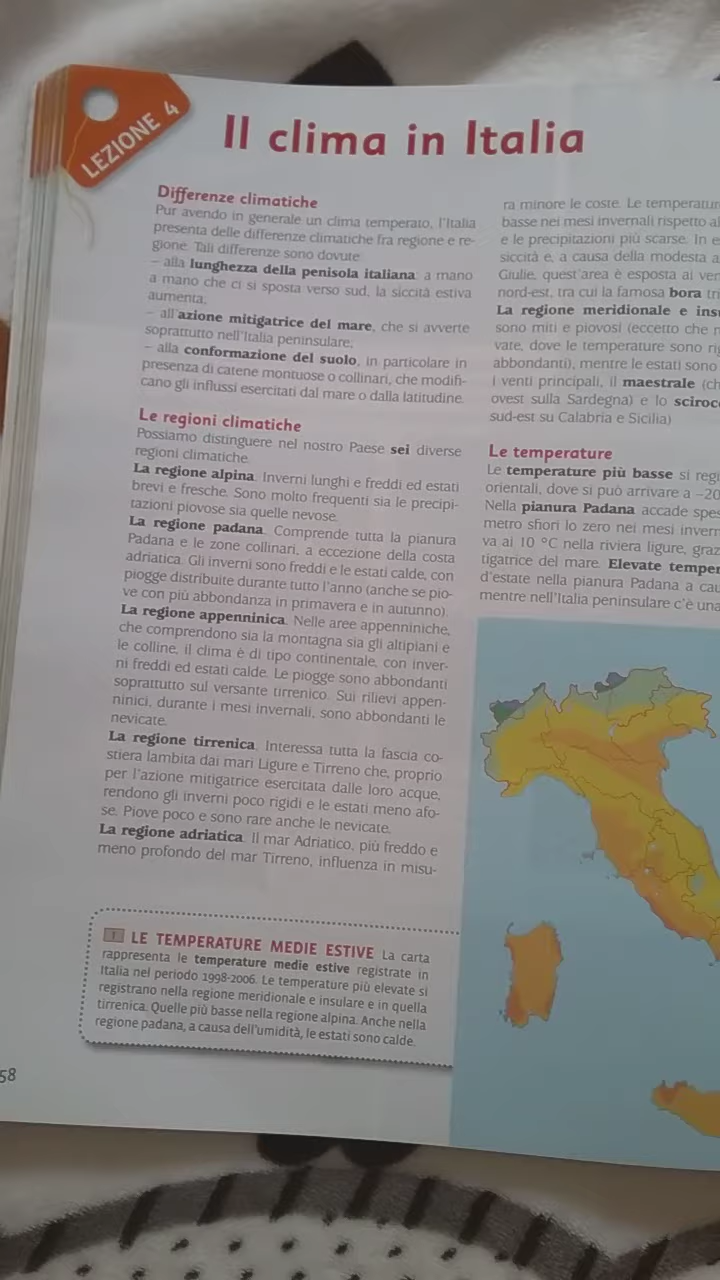 LEZIONE 4
Il clima in Italia
Differenze climatiche
Pur avendo in generale un clima temperato, l'Italia
presenta delle differenze climatiche fra regione e re-
gione. Tali differenze sono dovute:
– alla lunghezza della penisola italiana: a mano
a mano che ci si sposta verso sud, la siccità estiva
aumenta;
– all'azione mitigatrice del mare, che si avverte
soprattutto nell'Italia peninsulare;
– alla conformazione del suolo, in particolare in
presenza di catene montuose o collinari, che modifi-
cano gli influssi esercitati dal mare o dalla latitudine.
Le regioni climatiche
Possiamo distinguere nel nostro Paese sei diverse
regioni climatiche.
La regione alpina. Inverni lunghi e freddi ed estati
brevi e fresche. Sono molto frequenti sia le precipi-
tazioni piovose sia quelle nevose.
La regione padana. Comprende tutta la pianura
Padana e le zone collinari, a eccezione della costa
adriatica. Gli inverni sono freddi e le estati calde, con
piogge distribuite durante tutto l'anno (anche se pio-
ve con più abbondanza in primavera e in autunno).
La regione appenninica. Nelle aree appenniniche,
che comprendono sia la montagna sia gli altipiani e
le colline, il clima è di tipo continentale, con inver-
ni freddi ed estati calde. Le piogge sono abbondanti
soprattutto sul versante tirrenico. Sui rilievi appen-
ninici, durante i mesi invernali, sono abbondanti le
nevicate.
La regione tirrenica. Interessa tutta la fascia co-
stiera lambita dai mari Ligure e Tirreno che, proprio
per l'azione mitigatrice esercitata dalle loro acque,
rendono gli inverni poco rigidi e le estati meno afo-
se. Piove poco e sono rare anche le nevicate.
La regione adriatica. Il mar Adriatico, più freddo e
meno profondo del mar Tirreno, influenza in misu-
ra minore le coste. Le temperatur
basse nei mesi invernali rispetto al
e le precipitazioni più scarse. In e
siccità e, a causa della modesta a
Giulie, quest'area è esposta ai ven
nord-est, tra cui la famosa bora tri
La regione meridionale e ins
sono miti e piovosi (eccetto che n
vate, dove le temperature sono rig
abbondanti), mentre le estati sono
i venti principali, il maestrale (ch
ovest sulla Sardegna) e lo sciroc
sud-est su Calabria e Sicilia)
Le temperature
Le temperature più basse si regi
orientali, dove si può arrivare a –20
Nella pianura Padana accade spes
metro sfiori lo zero nei mesi invern
va ai 10 °C nella riviera ligure, graz
tigatrice del mare. Elevate temper
d'estate nella pianura Padana a cau
mentre nell'Italia peninsulare c'è una
1 LE TEMPERATURE MEDIE ESTIVE La carta
rappresenta le temperature medie estive registrate in
Italia nel periodo 1998-2006. Le temperature più elevate si
registrano nella regione meridionale e insulare e in quella
tirrenica. Quelle più basse nella regione alpina. Anche nella
regione padana, a causa dell'umidità, le estati sono calde.
58